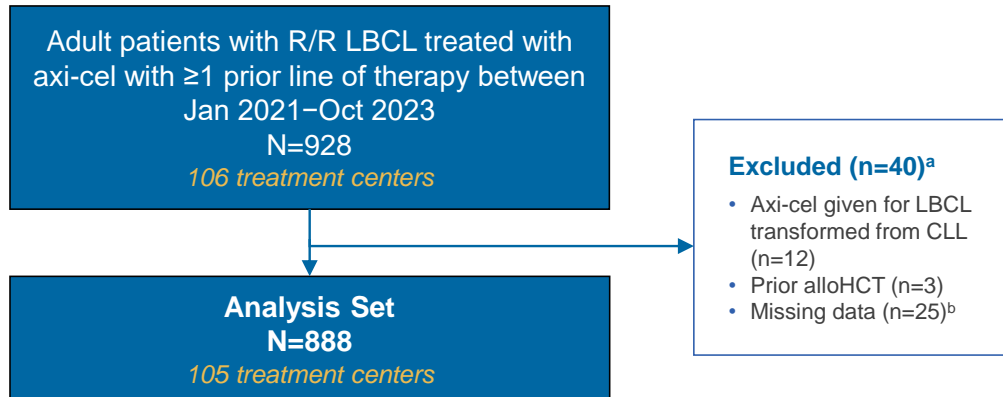 Adult patients with R/R LBCL treated with
axi-cel with ≥1 prior line of therapy between
Jan 2021−Oct 2023
N=928
106 treatment centers
Excluded (n=40)ᵃ
• Axi-cel given for LBCL
transformed from CLL
(n=12)
• Prior alloHCT (n=3)
• Missing data (n=25)ᵇ
Analysis Set
N=888
105 treatment centers